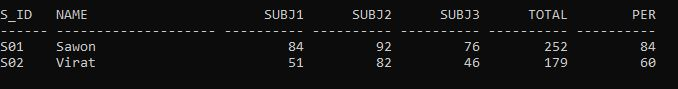 S_ID NAME SUBJ1 SUBJ2 SUBJ3 TOTAL PER
------ -------------------- ---------- ---------- ---------- ---------- ----------
S01 Sawon 84 92 76 252 84
S02 Virat 51 82 46 179 60